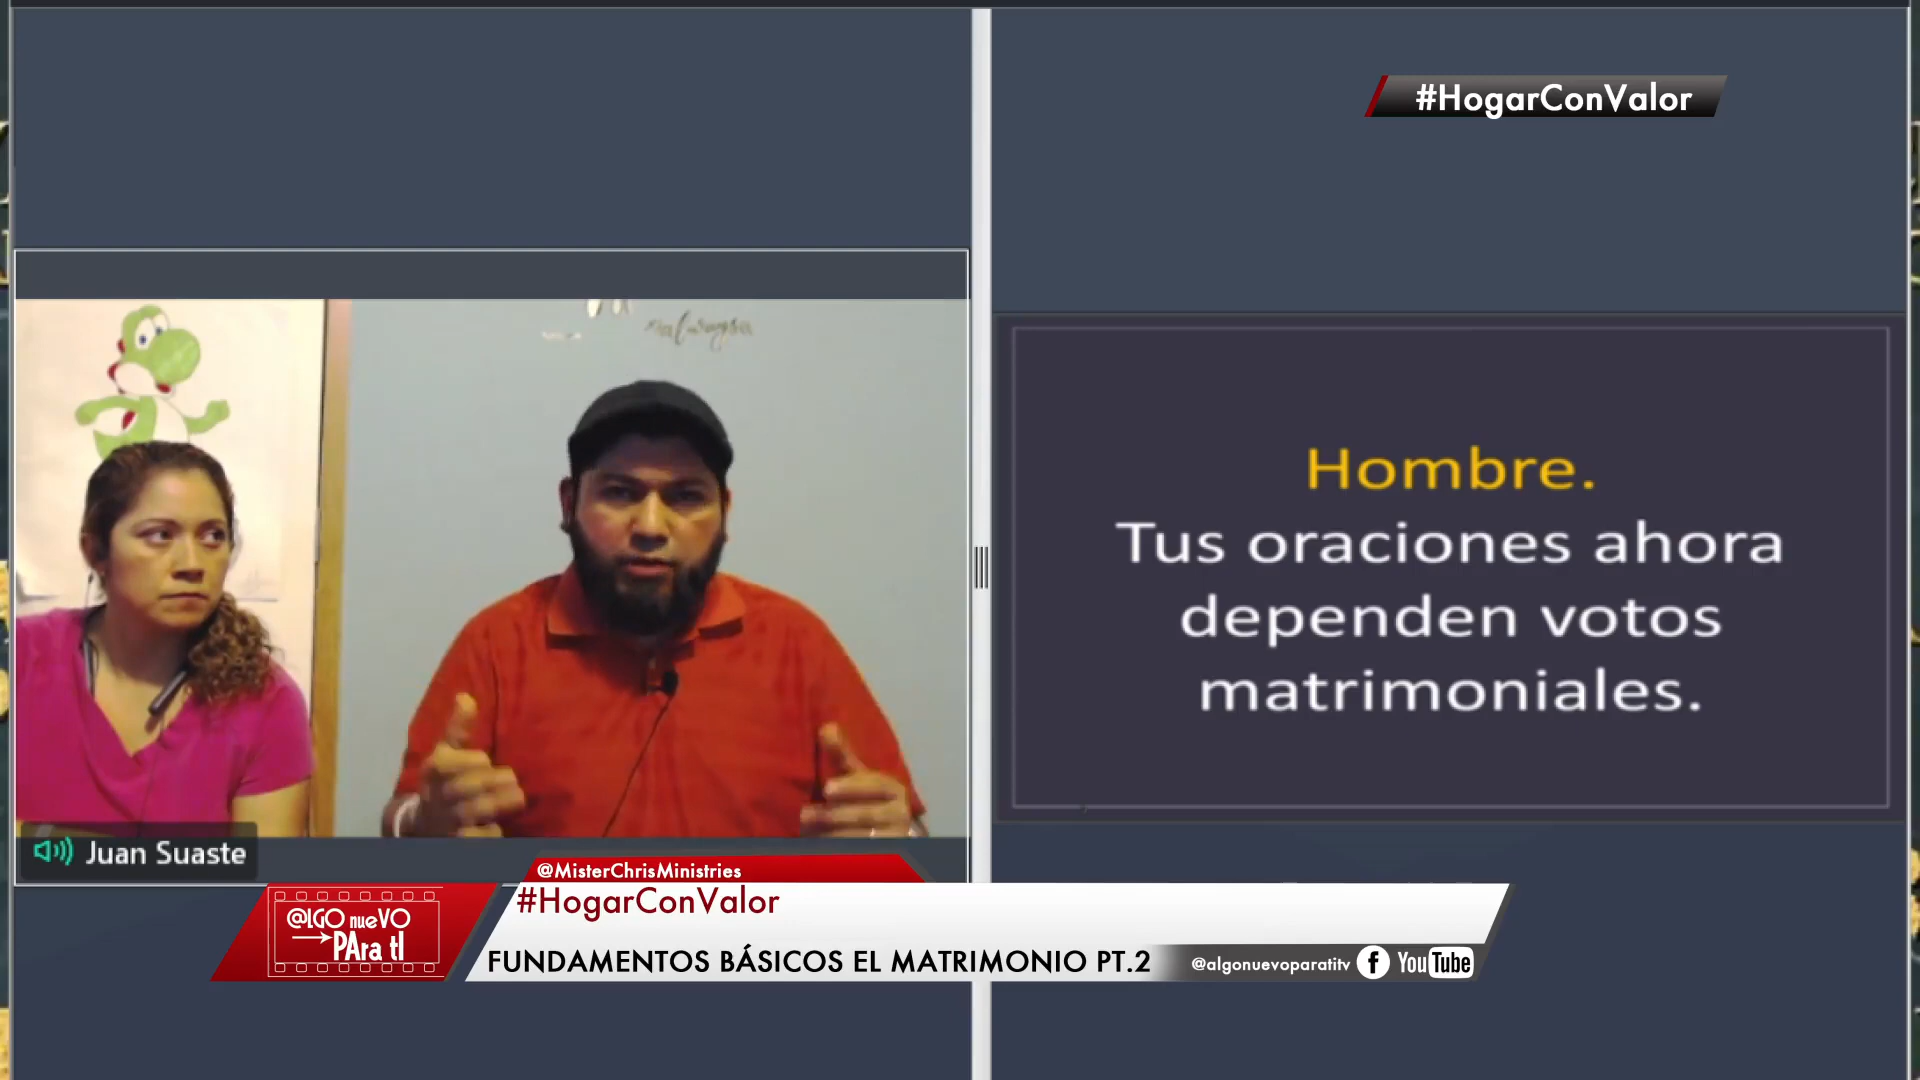 #HogarConValor
Hombre.
Tus oraciones ahora
dependen votos
matrimoniales.
Juan Suaste
@MisterChrisMinistries
#HogarConValor
@LGO nueVO
PAra tI
FUNDAMENTOS BÁSICOS EL MATRIMONIO PT.2
@algonuevoparatitv f YouTube